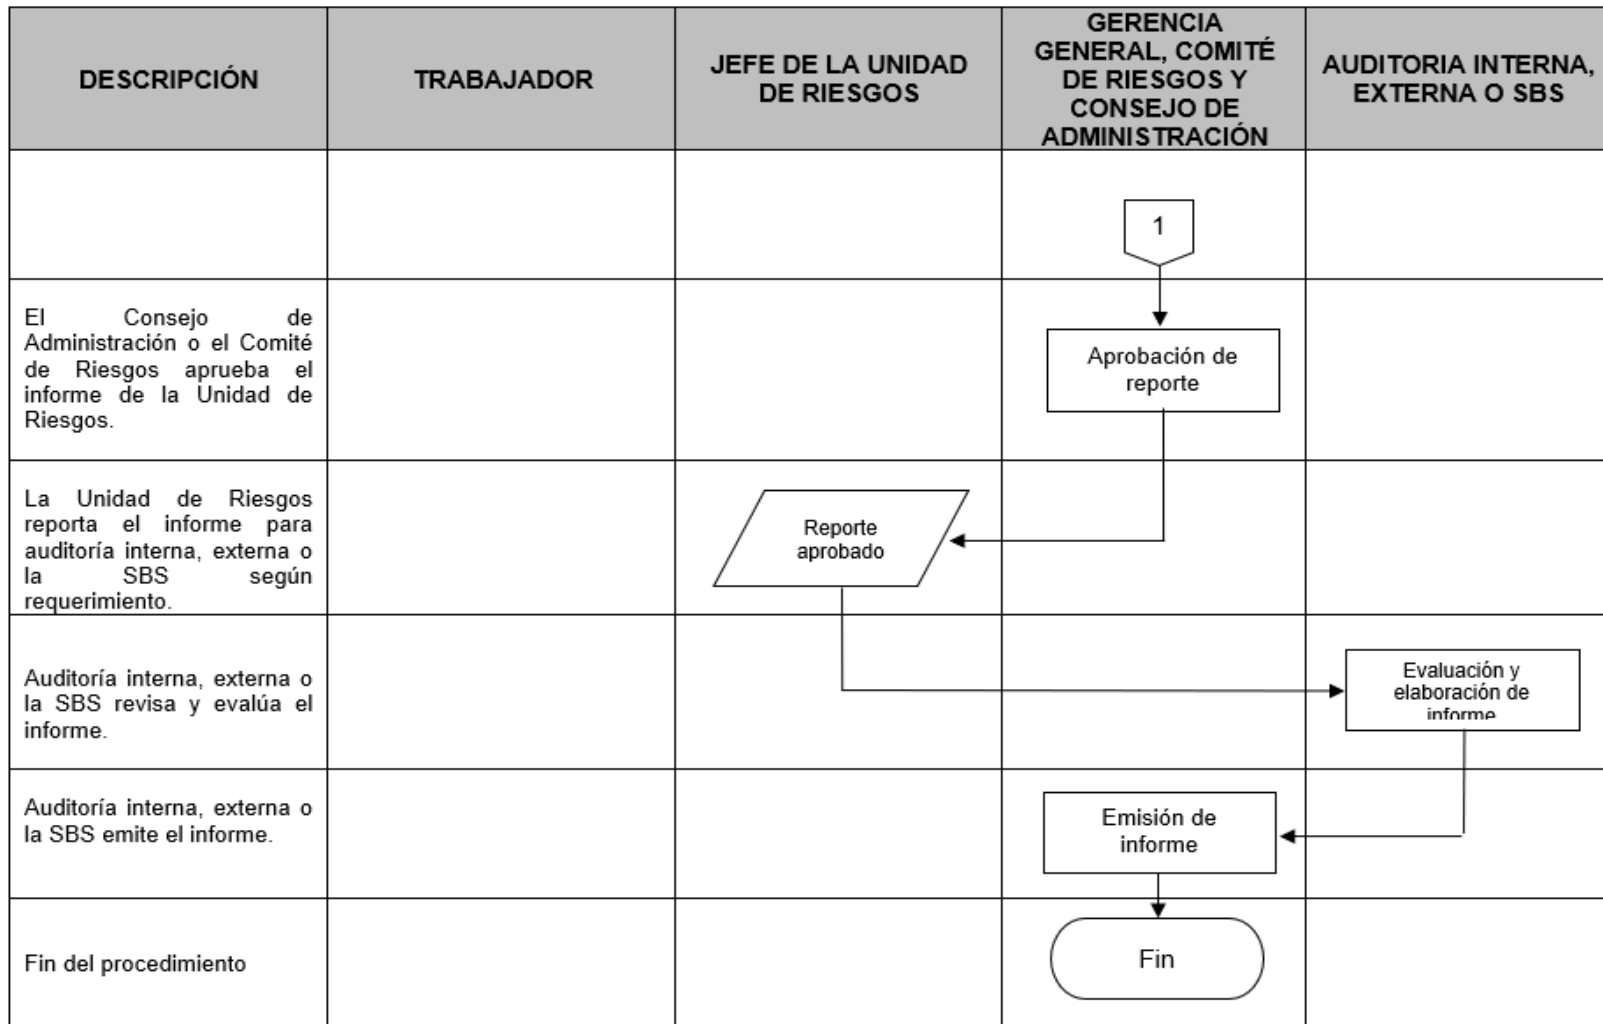 DESCRIPCIÓN
TRABAJADOR
JEFE DE LA UNIDAD
DE RIESGOS
GERENCIA
GENERAL, COMITÉ
DE RIESGOS Y
CONSEJO DE
ADMINISTRACIÓN
AUDITORIA INTERNA,
EXTERNA O SBS
1
El Consejo de
Administración o el Comité
de Riesgos aprueba el
informe de la Unidad de
Riesgos.
Aprobación de
reporte
La Unidad de Riesgos
reporta el informe para
auditoría interna, externa o
la SBS según
requerimiento.
Reporte
aprobado
Auditoría interna, externa o
la SBS revisa y evalúa el
informe.
Evaluación y
elaboración de
informe
Auditoría interna, externa o
la SBS emite el informe.
Emisión de
informe
Fin del procedimiento
Fin